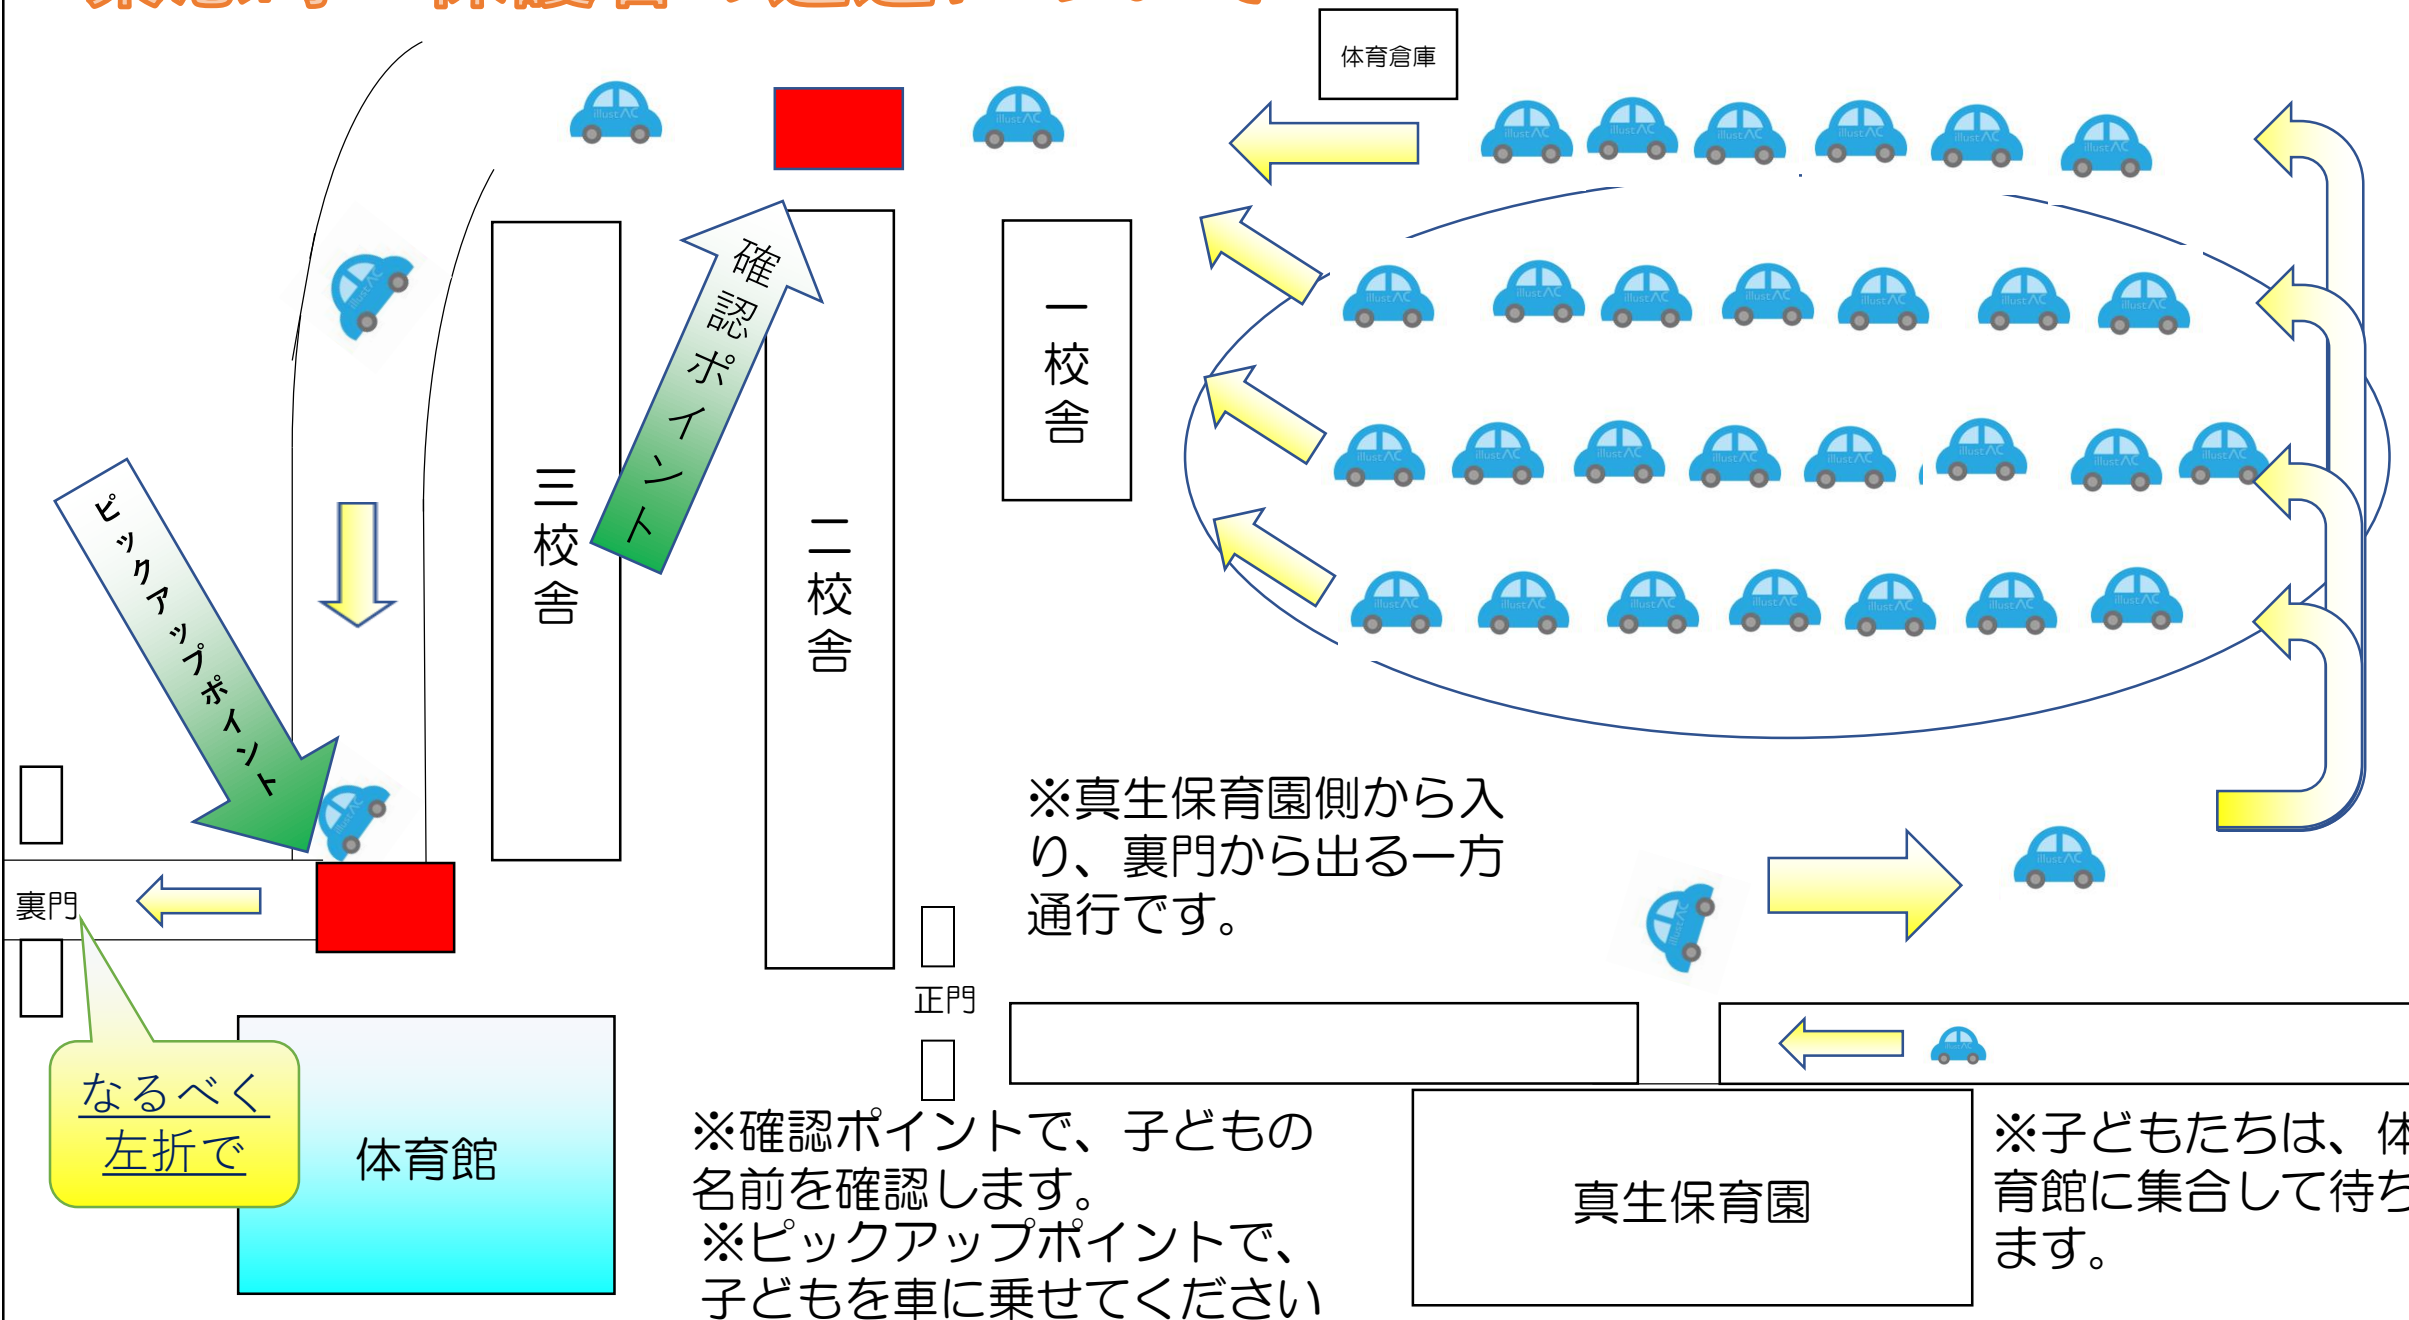 体育倉庫
確認ポイント
一校舎
三校舎
二校舎
ピックアップポイント
※真生保育園側から入
り、裏門から出る一方
通行です。
裏門
正門
なるべく
左折で
体育館
※確認ポイントで、子どもの
名前を確認します。
※ピックアップポイントで、
子どもを車に乗せてください
真生保育園
※子どもたちは、体
育館に集合して待ち
ます。